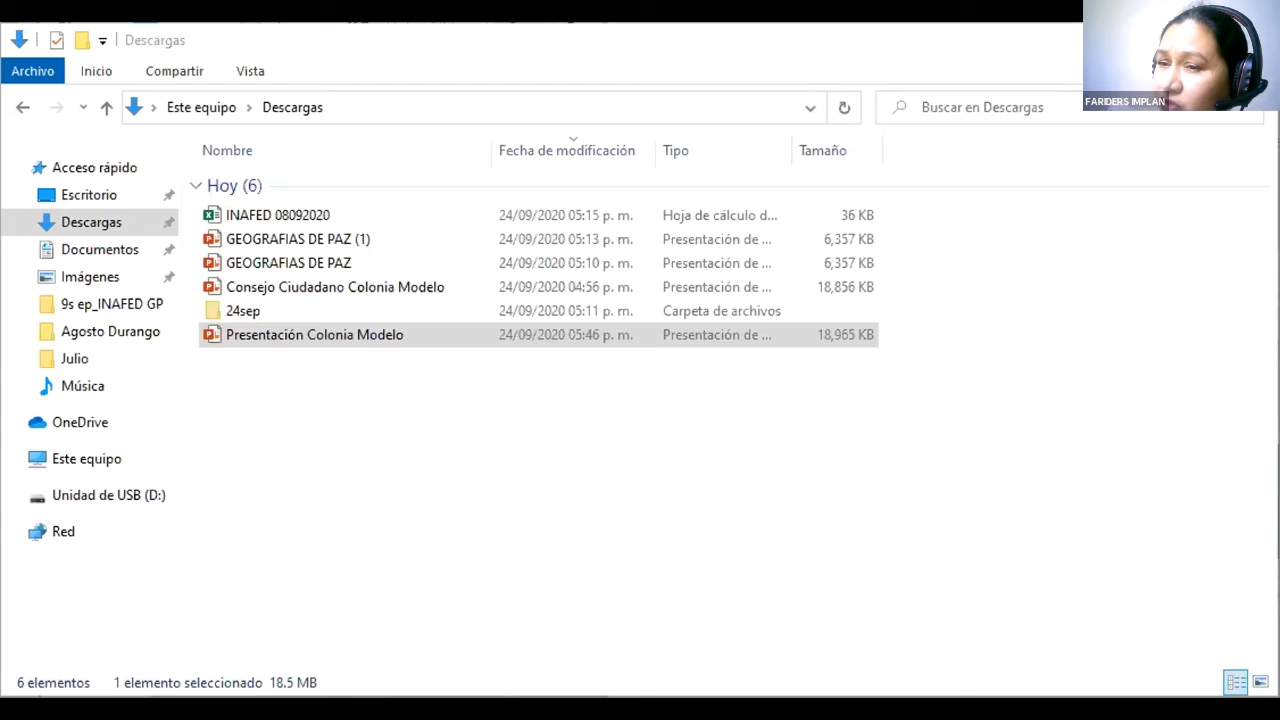 Descargas
Archivo Inicio Compartir Vista
Este equipo Descargas Buscar en Descargas
FARIDERS IMPLAN
Nombre Fecha de modificación Tipo Tamaño
Acceso rápido
Escritorio
Descargas
Documentos
Imágenes
9s ep_INAFED GP
Agosto Durango
Julio
Música
OneDrive
Este equipo
Unidad de USB (D:)
Red
Hoy (6)
INAFED 08092020 24/09/2020 05:15 p. m. Hoja de cálculo d... 36 KB
GEOGRAFIAS DE PAZ (1) 24/09/2020 05:13 p. m. Presentación de ... 6,357 KB
GEOGRAFIAS DE PAZ 24/09/2020 05:10 p. m. Presentación de ... 6,357 KB
Consejo Ciudadano Colonia Modelo 24/09/2020 04:56 p. m. Presentación de ... 18,856 KB
24sep 24/09/2020 05:11 p. m. Carpeta de archivos
Presentación Colonia Modelo 24/09/2020 05:46 p. m. Presentación de ... 18,965 KB
6 elementos 1 elemento seleccionado 18.5 MB